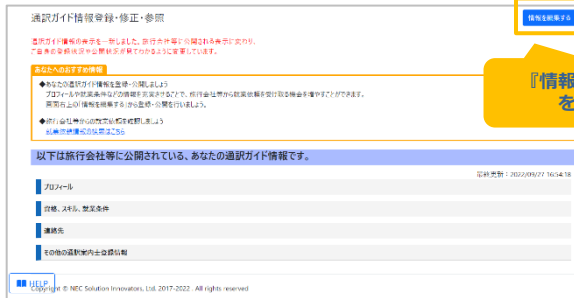 通訳ガイド情報登録・修正・参照
情報を編集する
通訳ガイド情報の表示を一新しました。旅行会社等に公開される表示に変わり、
ご自身の登録状況や公開状況が見てわかるように変更しています。
あなたへのおすすめ情報
◆あなたの通訳ガイド情報を登録・公開しましょう
プロフィールや就業条件などの情報を充実させることで、旅行会社等から就業依頼を受け取る機会を増やすことができます。
画面右上の「情報を編集する」から登録・公開を行いましょう。
◆旅行会社等からの就業依頼を確認しましょう
就業依頼情報の検索はこちら
『情報
を
以下は旅行会社等に公開されている、あなたの通訳ガイド情報です。
最終更新：2022/09/27 16:54:18
プロフィール
資格、スキル、就業条件
連絡先
その他の通訳案内士登録情報
HELP
Copyright © NEC Solution Innovators, Ltd. 2017-2022 . All rights reserved